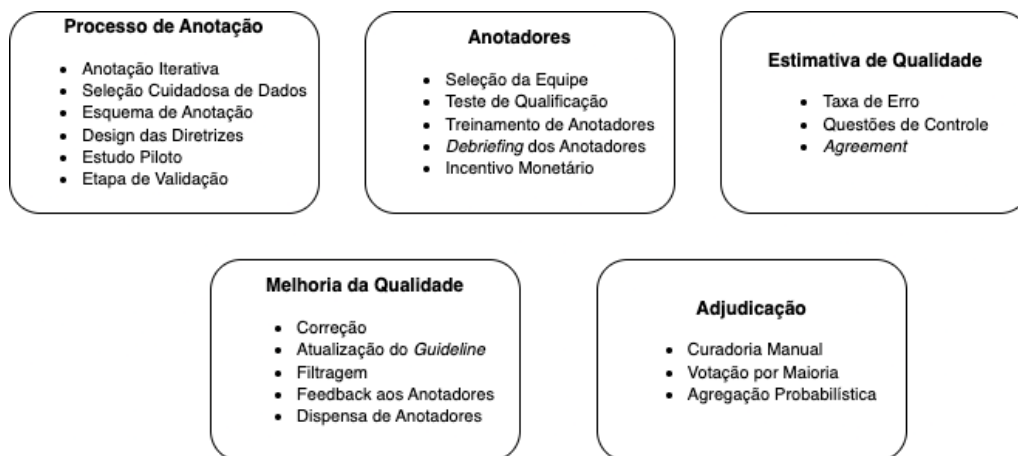 Processo de Anotação
• Anotação Iterativa
• Seleção Cuidadosa de Dados
• Esquema de Anotação
• Design das Diretrizes
• Estudo Piloto
• Etapa de Validação
Anotadores
• Seleção da Equipe
• Teste de Qualificação
• Treinamento de Anotadores
• Debriefing dos Anotadores
• Incentivo Monetário
Estimativa de Qualidade
• Taxa de Erro
• Questões de Controle
• Agreement
Melhoria da Qualidade
• Correção
• Atualização do Guideline
• Filtragem
• Feedback aos Anotadores
• Dispensa de Anotadores
Adjudicação
• Curadoria Manual
• Votação por Maioria
• Agregação Probabilística